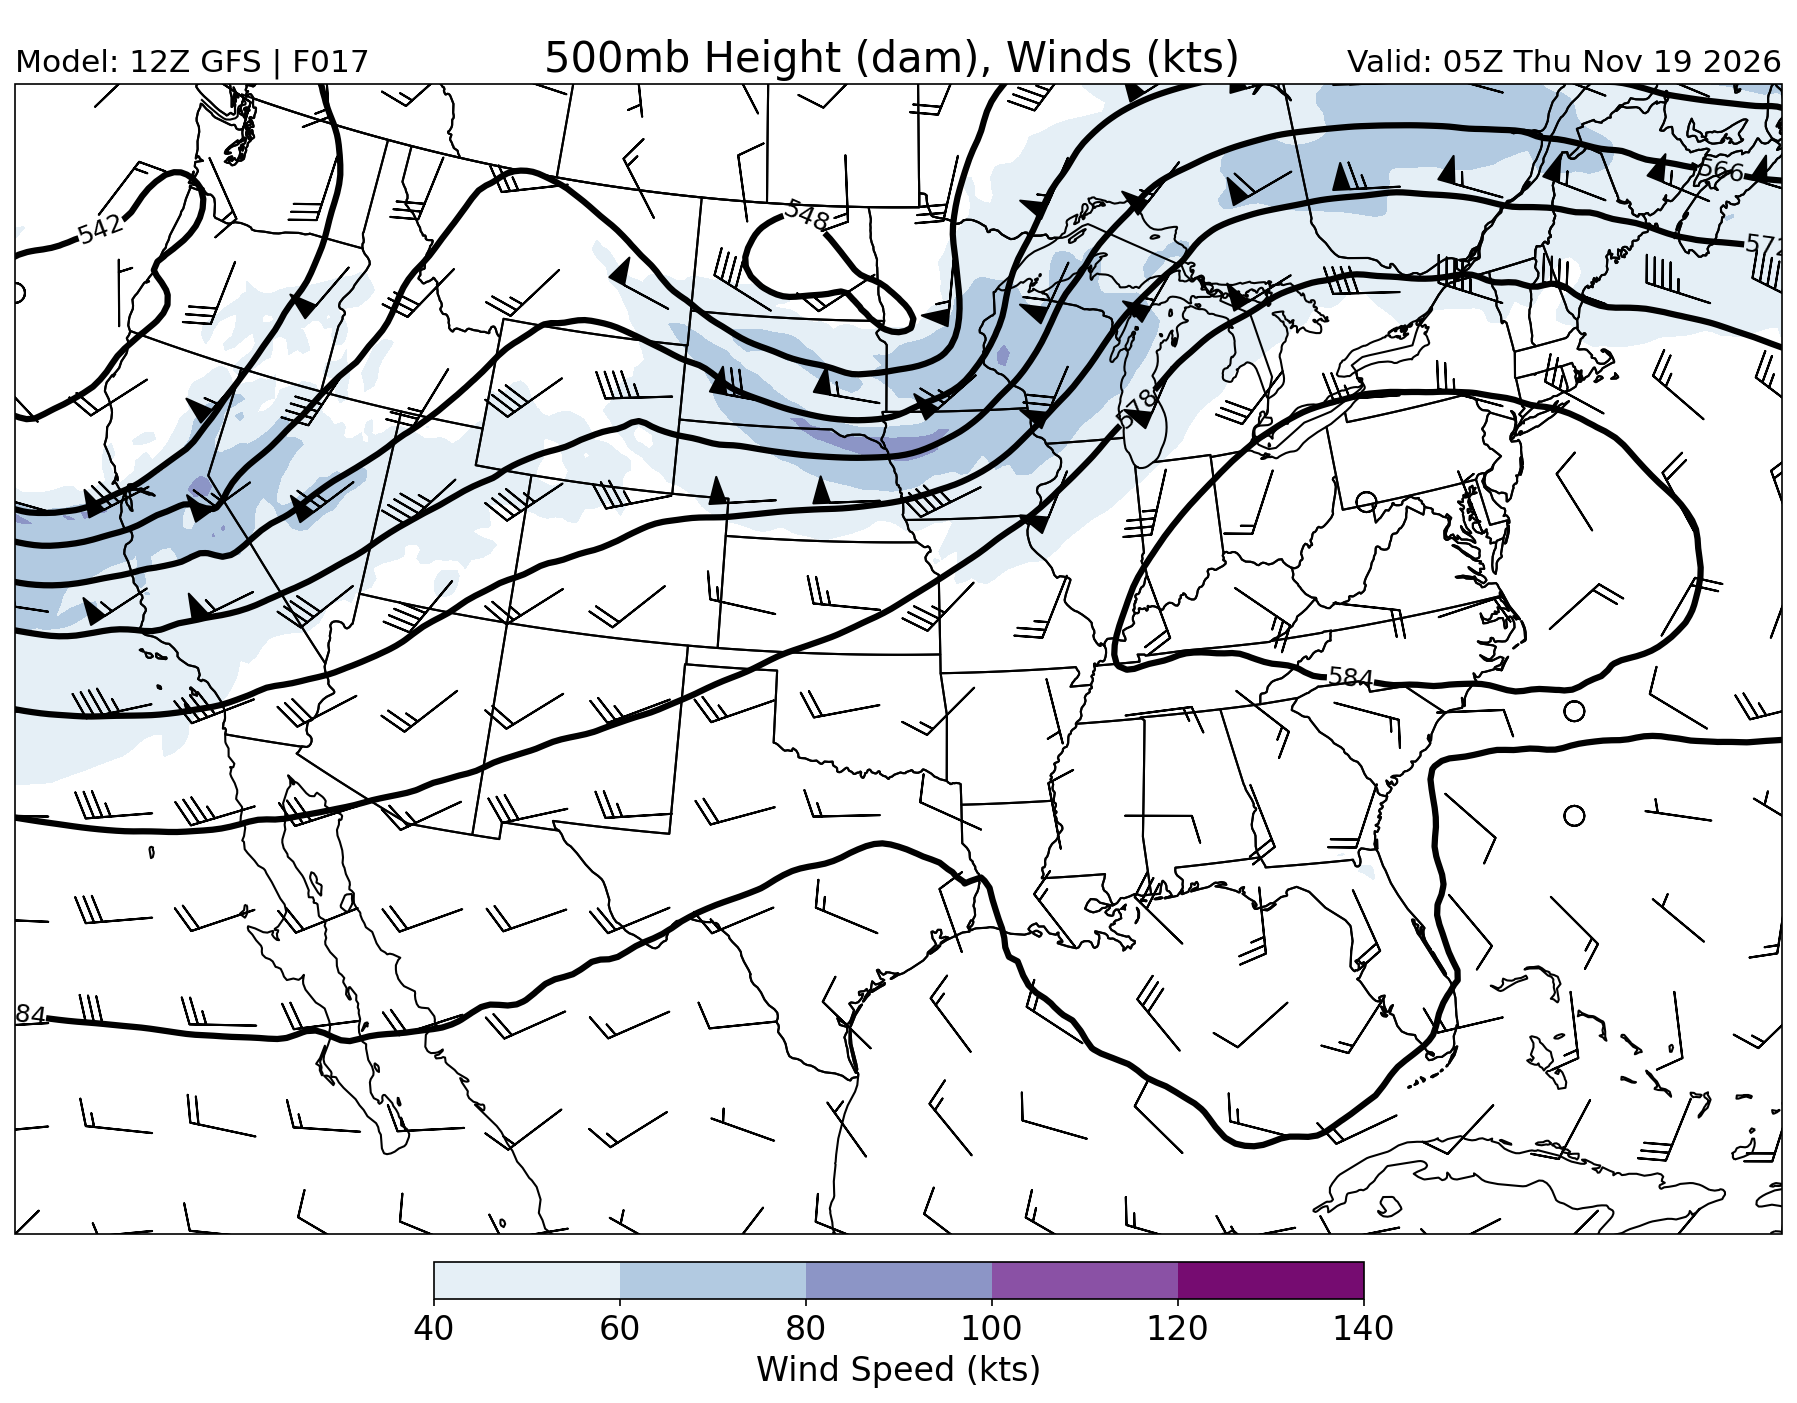 Model: 12Z GFS | F017
500mb Height (dam), Winds (kts)
Valid: 05Z Thu Nov 19 2026
566
542
548
572
578
584
84
40 60 80 100 120 140
Wind Speed (kts)